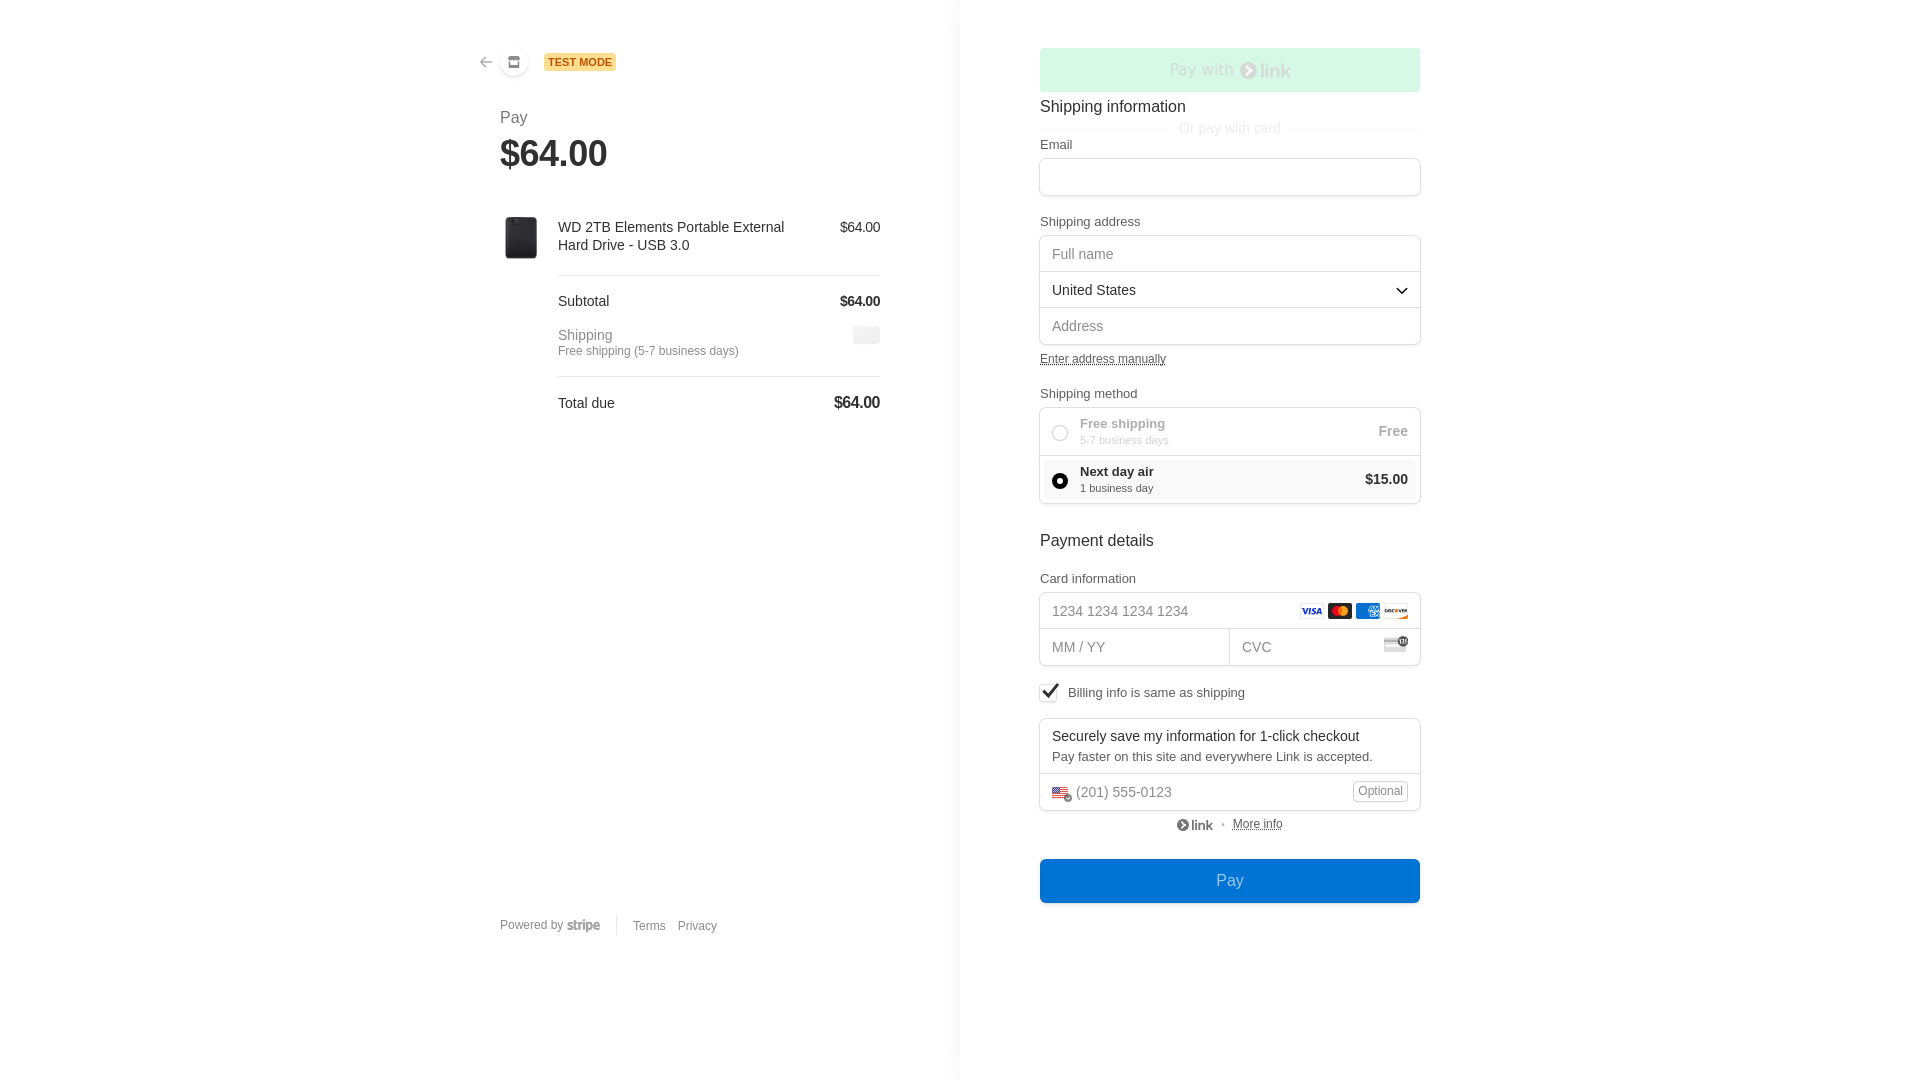 TEST MODE
Pay
$64.00
WD 2TB Elements Portable External $64.00
Hard Drive - USB 3.0
Subtotal $64.00
Shipping
Free shipping (5-7 business days)
Total due $64.00
Powered by stripe Terms Privacy
Pay with link
Shipping information
Or pay with card
Email
Shipping address
Full name
United States
Address
Enter address manually
Shipping method
Free shipping Free
5-7 business days
Next day air $15.00
1 business day
Payment details
Card information
1234 1234 1234 1234 VISA AMEX DISCOVER
MM / YY CVC 135
Billing info is same as shipping
Securely save my information for 1-click checkout
Pay faster on this site and everywhere Link is accepted.
(201) 555-0123 Optional
link • More info
Pay